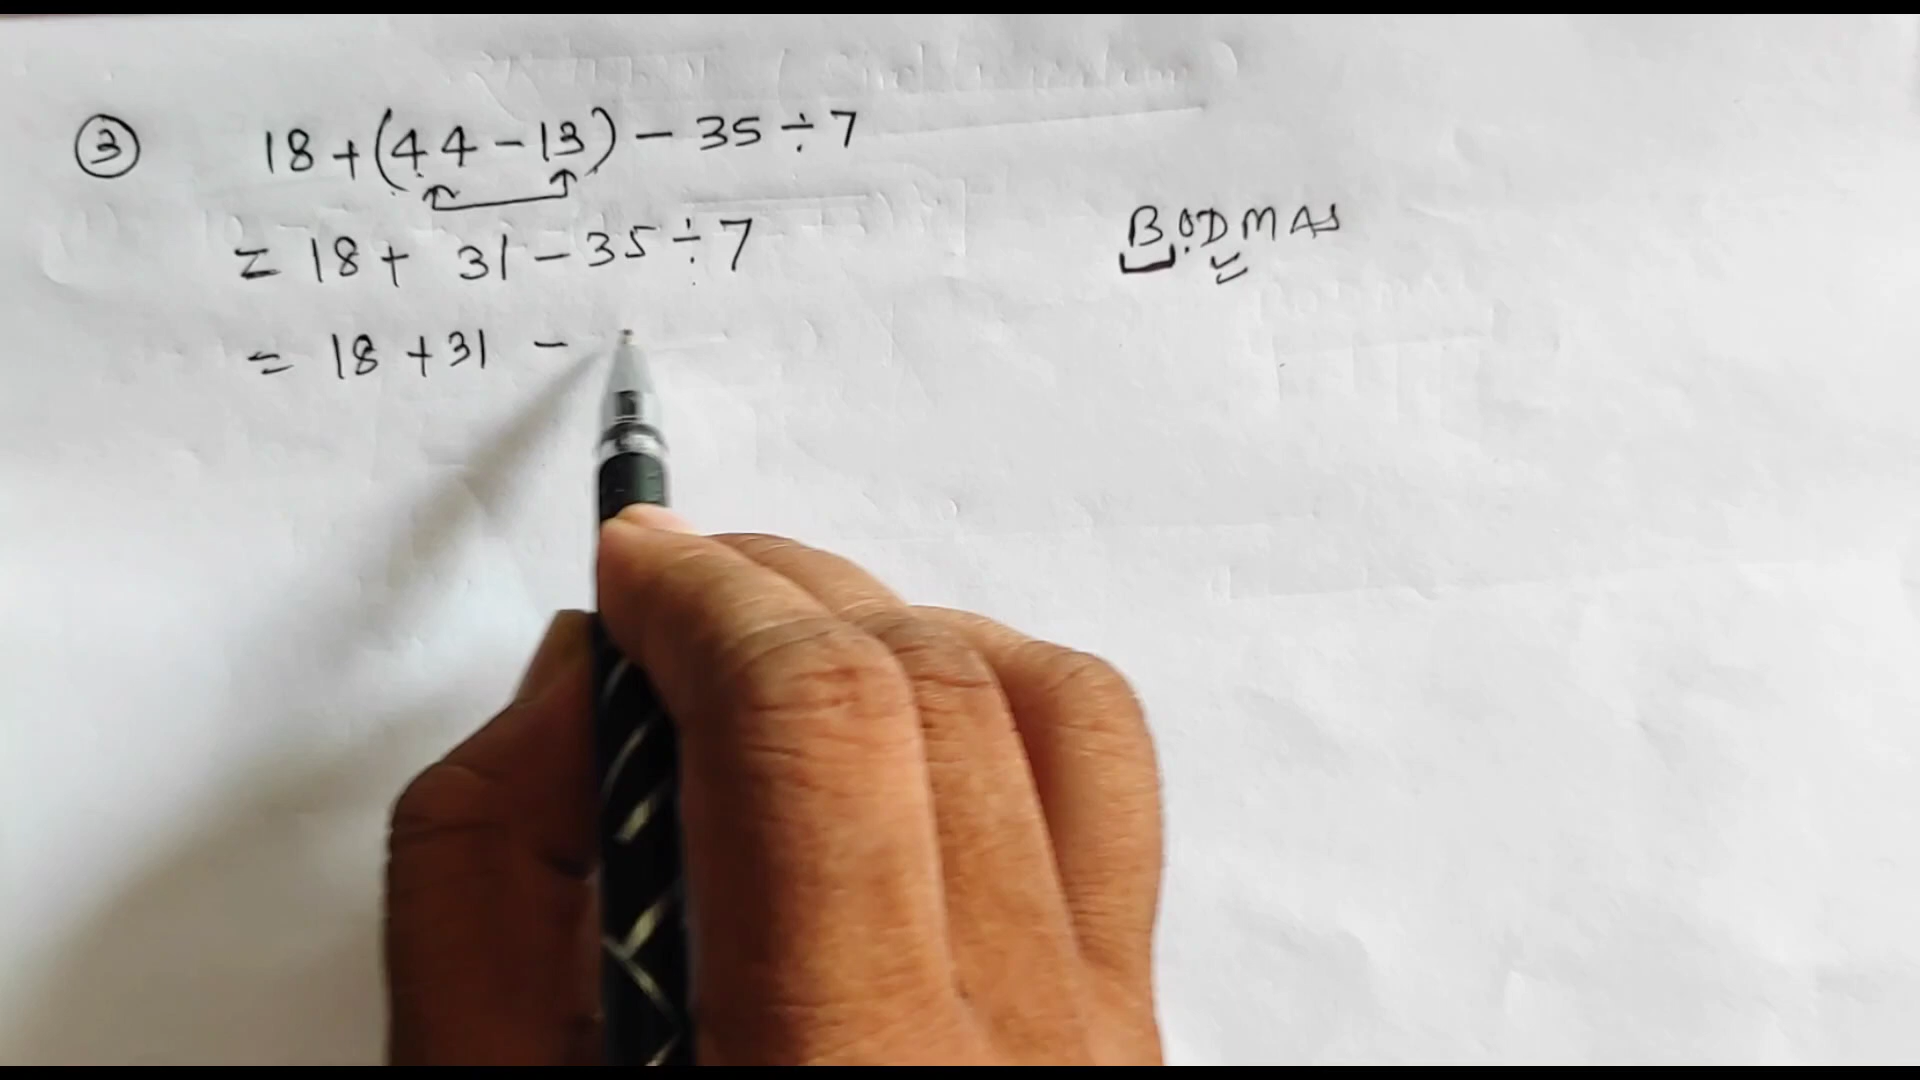 ③ 18 + (44 - 13) - 35 ÷ 7
= 18 + 31 - 35 ÷ 7
BODMAS
= 18 + 31 -